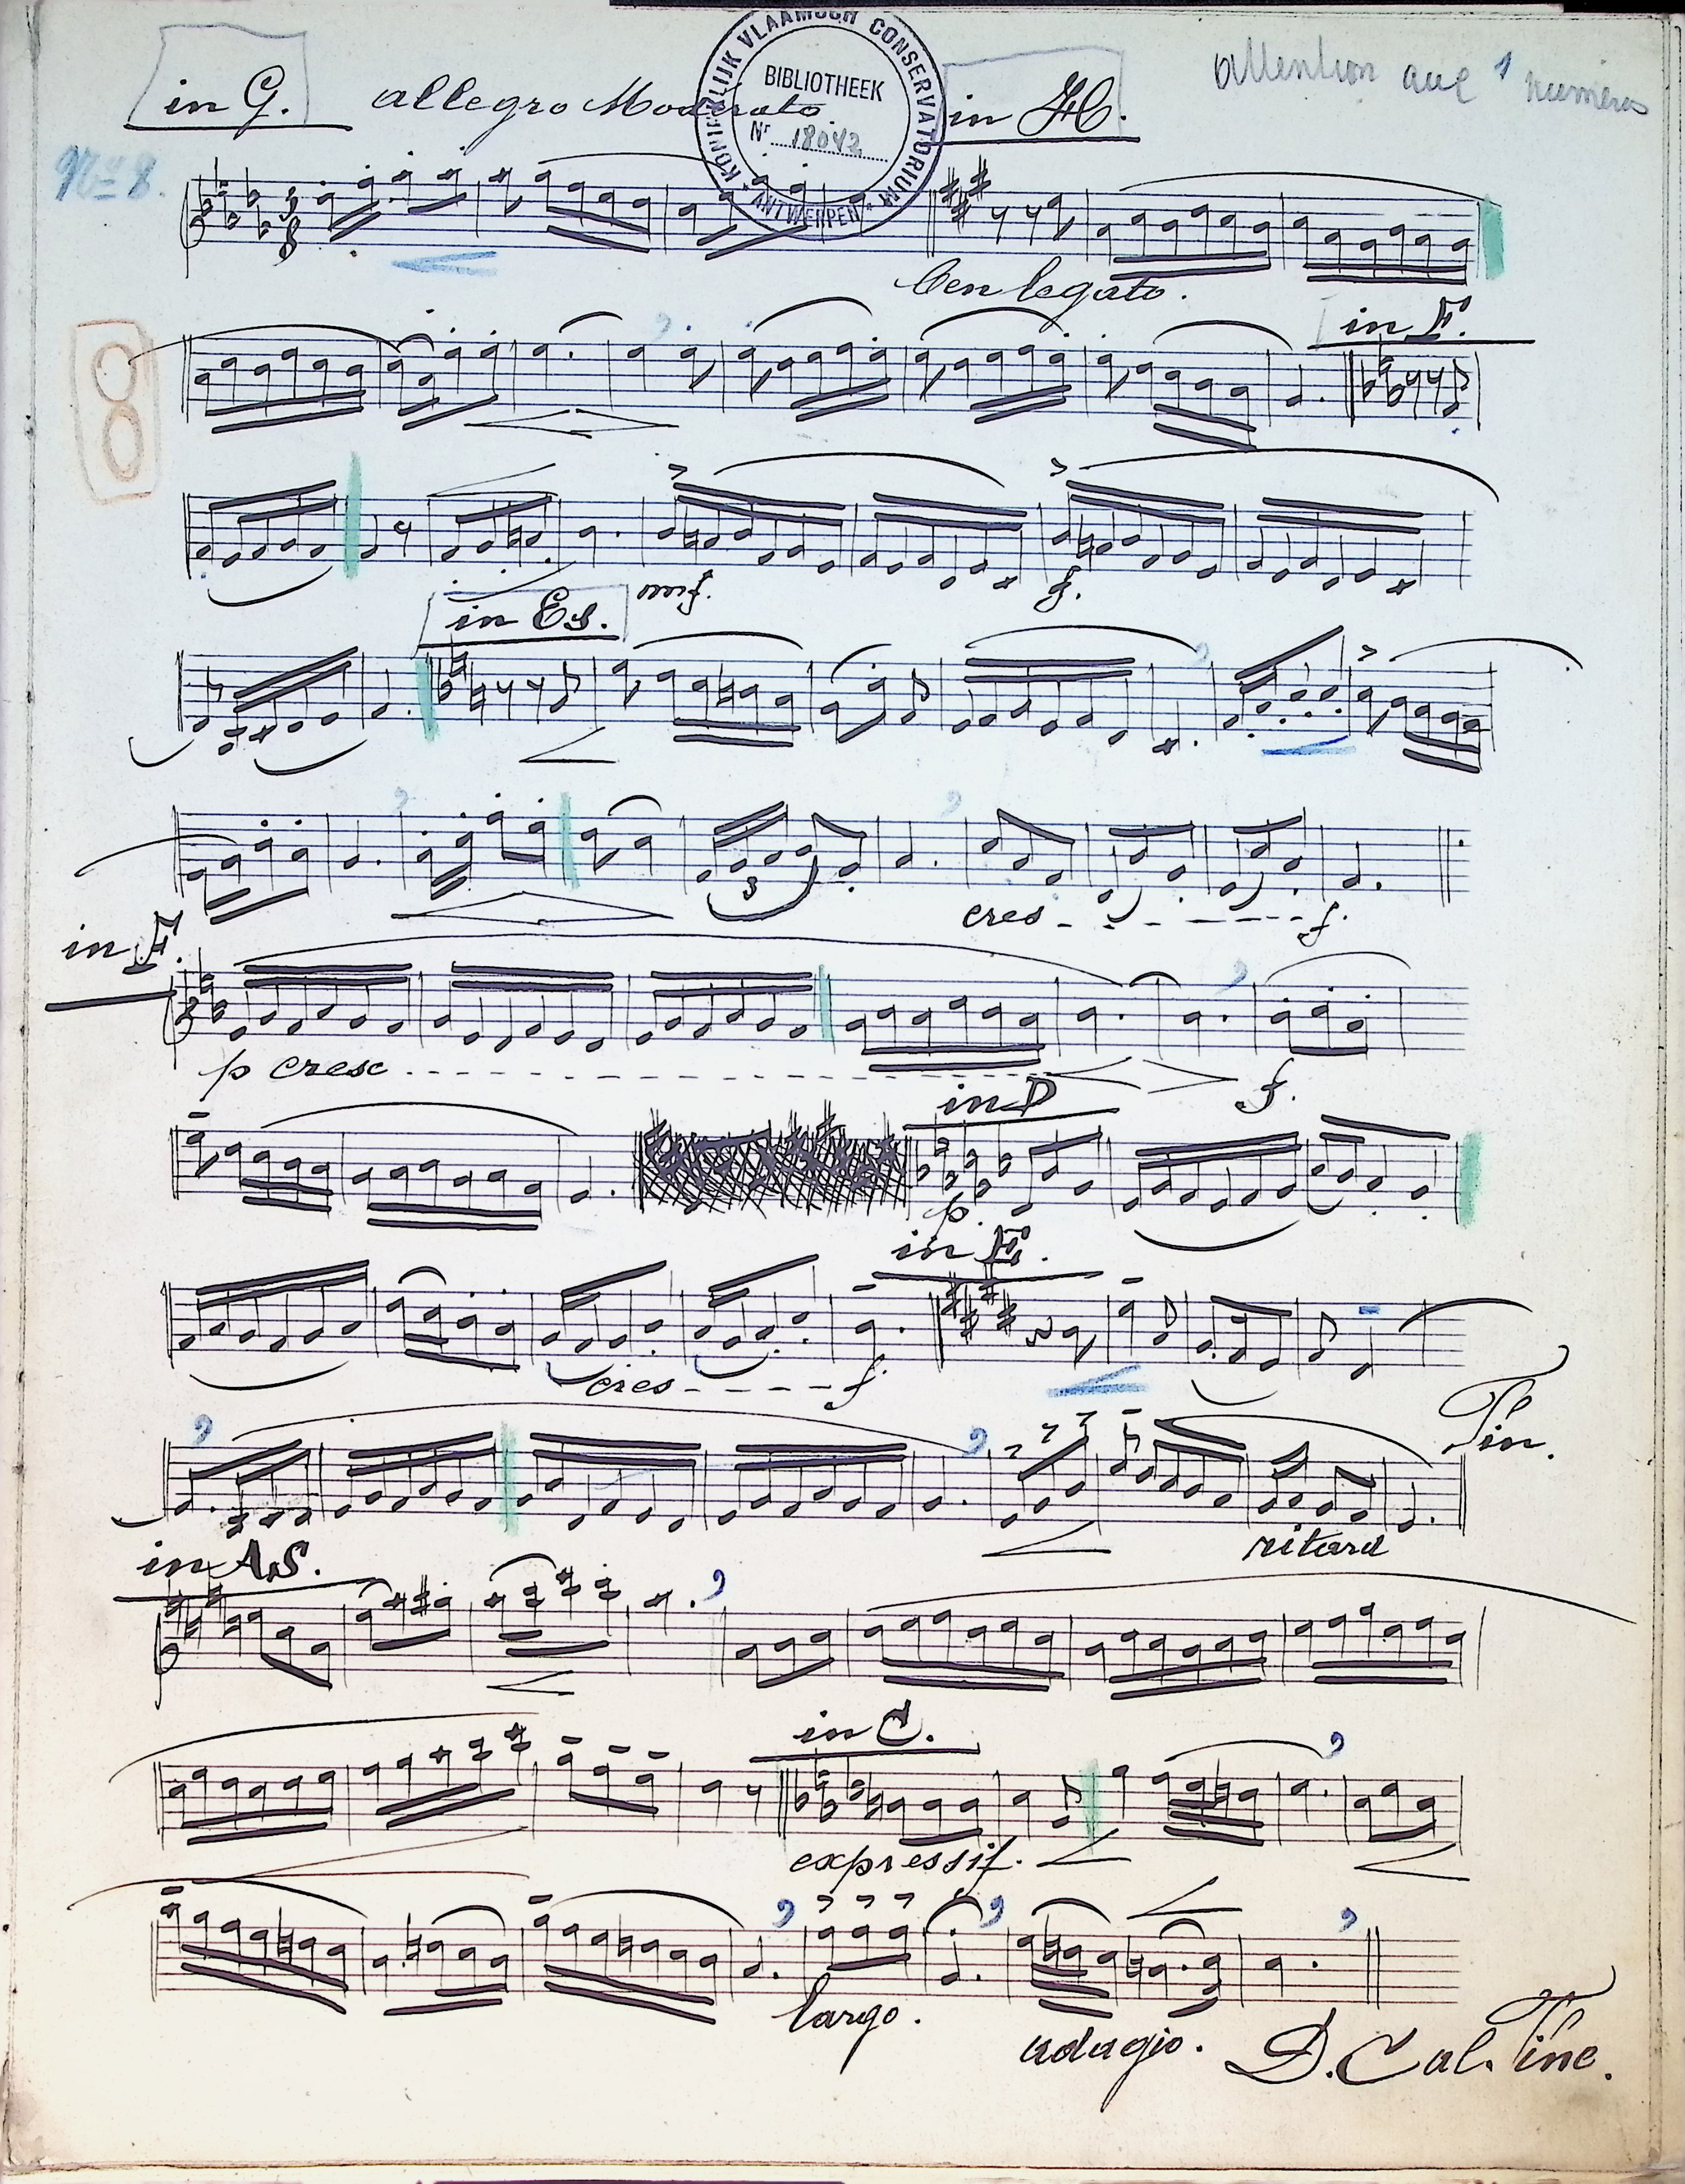 in G. allegro Moderato in H. attention aux numéros
KONINKLIJK VLAAMSCH CONSERVATORIUM
* ANTWERPEN *
BIBLIOTHEEK
Nr 18042
No 8.
ben legato.
in F.
8
mf. f.
in Es.
3
cres - - - - - f.
in F.
p cresc - - - - - f.
in D
p.
in E.
cres - - - - f.
Fin.
ritard
in AS.
in C.
expressif.
largo.
adagio. D.C al. Fine.